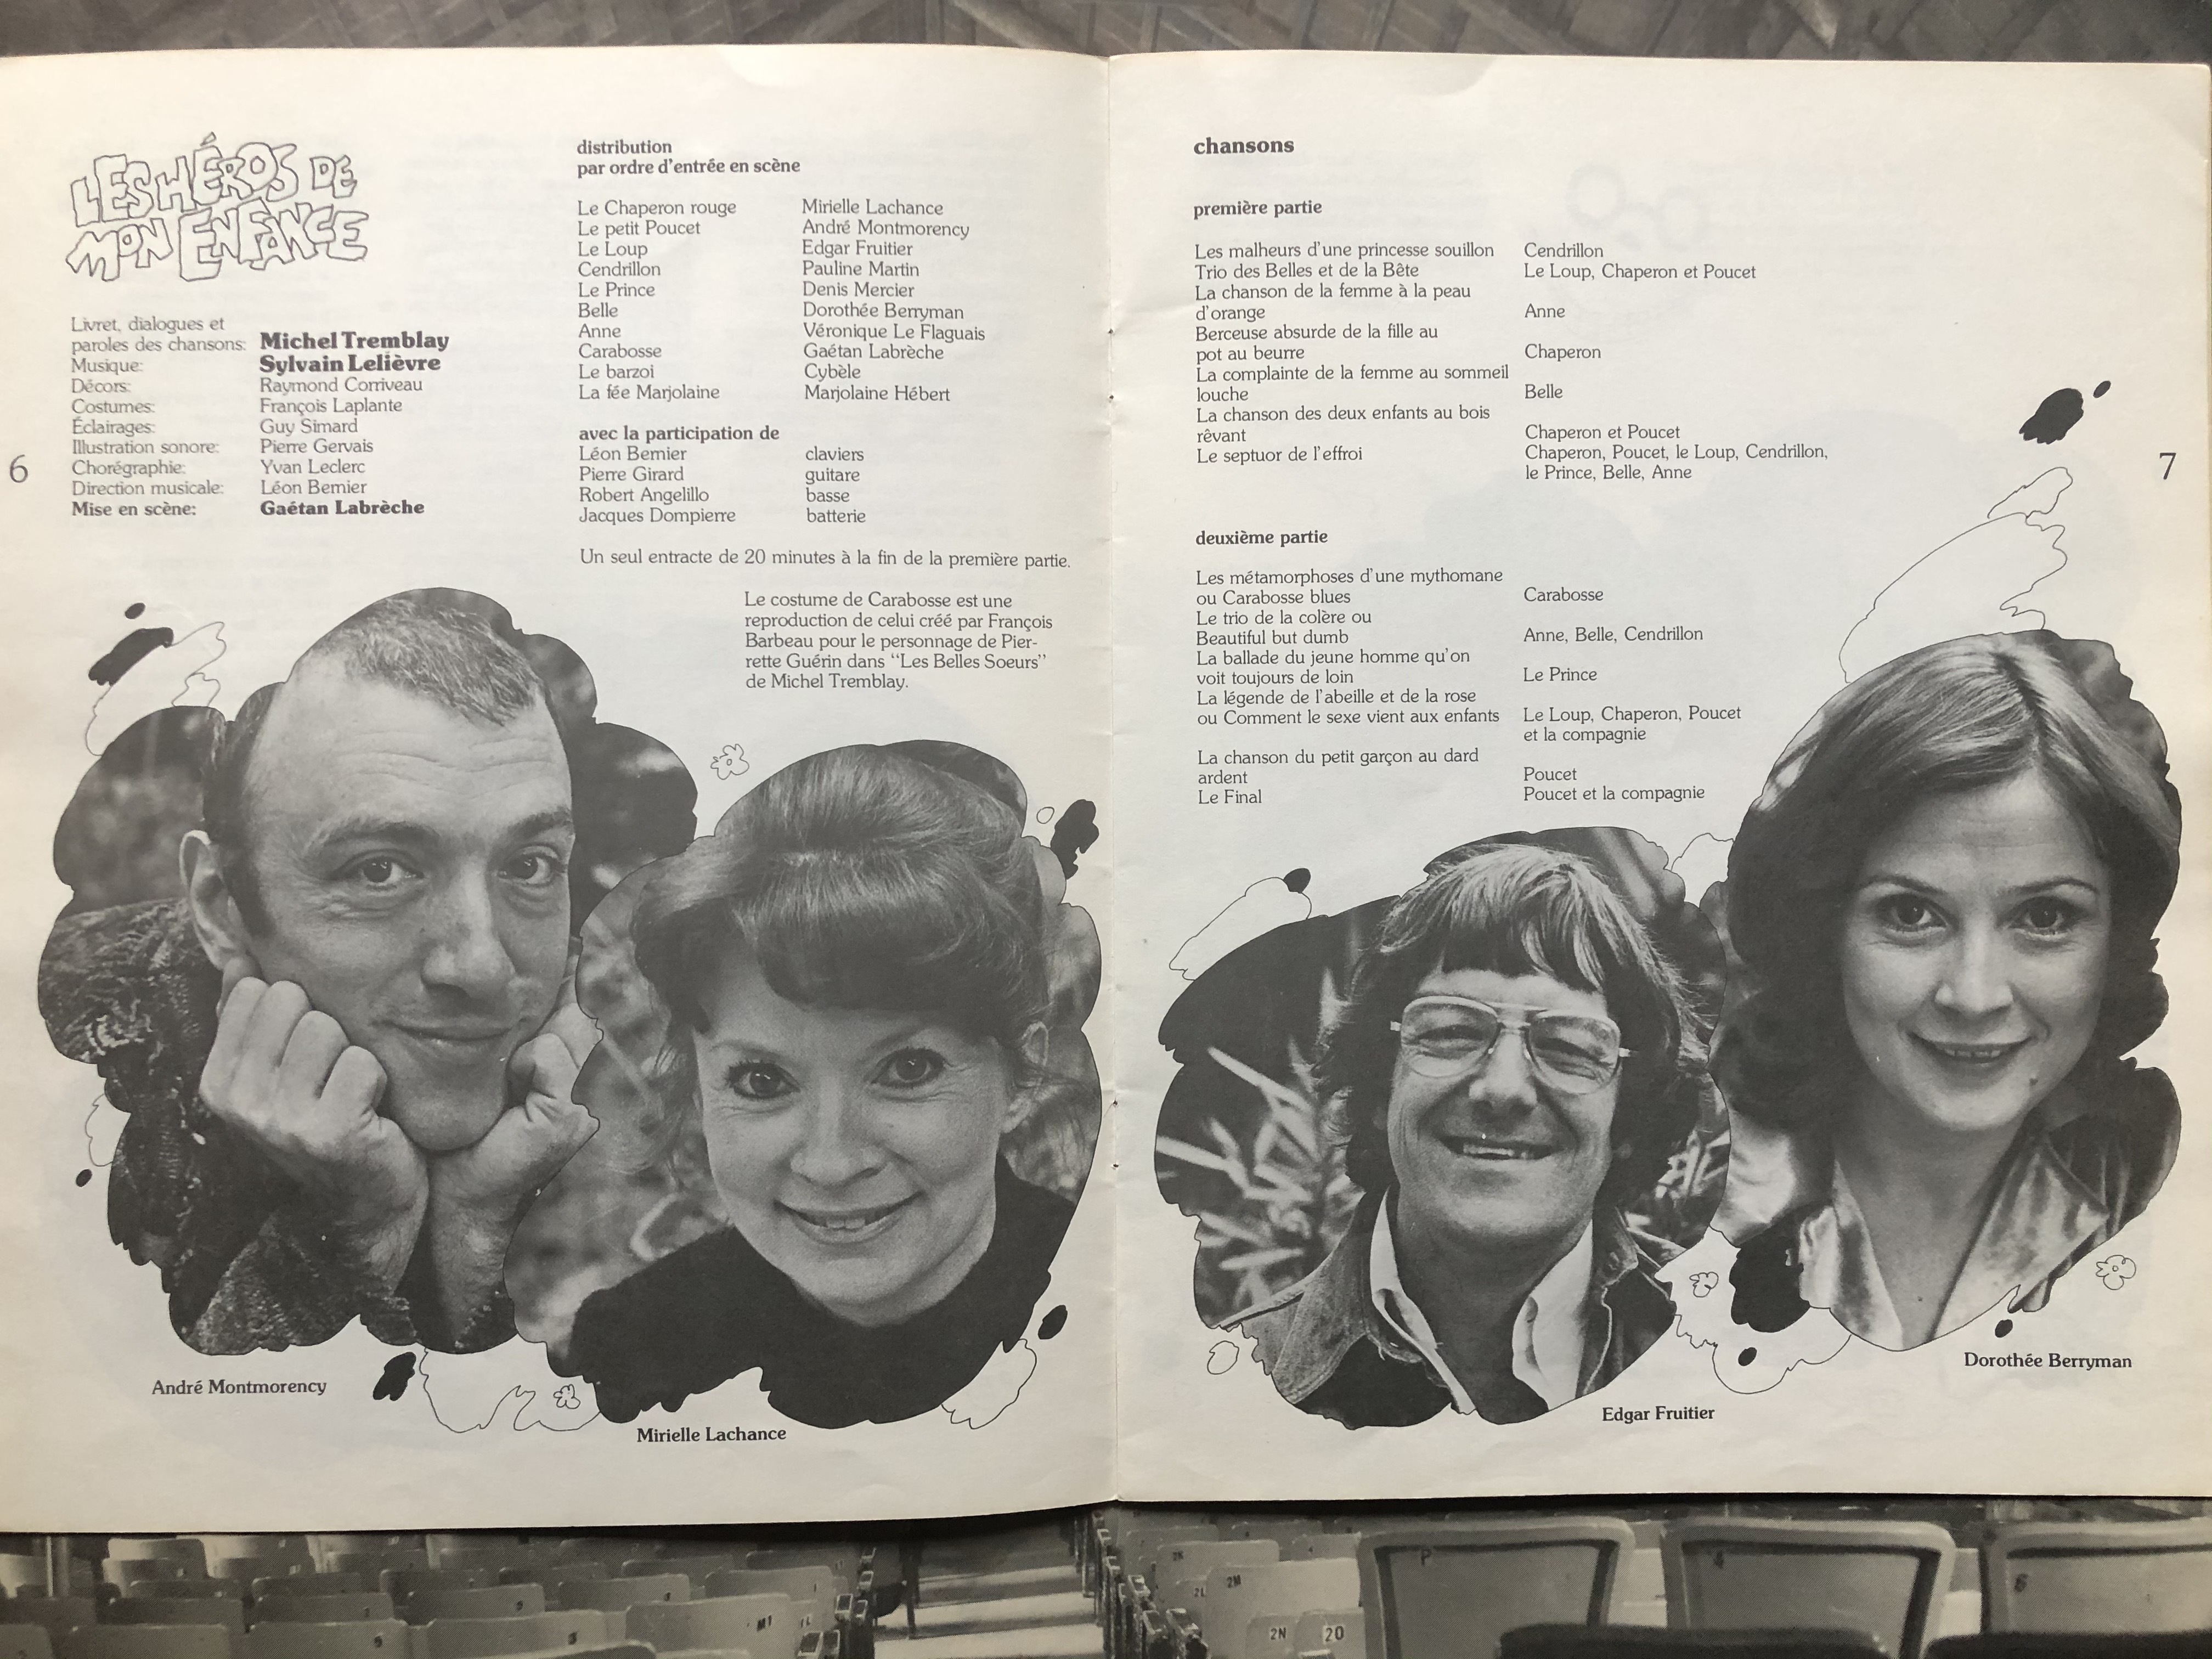 LES HÉROS DE
MON ENFANCE
Livret, dialogues et
paroles des chansons: Michel Tremblay
Musique: Sylvain Lelièvre
Décors: Raymond Corriveau
Costumes: François Laplante
Éclairages: Guy Simard
Illustration sonore: Pierre Gervais
Chorégraphie: Yvan Leclerc
Direction musicale: Léon Bernier
Mise en scène: Gaétan Labrèche
6
distribution
par ordre d'entrée en scène
Le Chaperon rouge Mirielle Lachance
Le petit Poucet André Montmorency
Le Loup Edgar Fruitier
Cendrillon Pauline Martin
Le Prince Denis Mercier
Belle Dorothée Berryman
Anne Véronique Le Flaguais
Carabosse Gaétan Labrèche
Le barzoi Cybèle
La fée Marjolaine Marjolaine Hébert
avec la participation de
Léon Bernier claviers
Pierre Girard guitare
Robert Angelillo basse
Jacques Dompierre batterie
Un seul entracte de 20 minutes à la fin de la première partie.
Le costume de Carabosse est une
reproduction de celui créé par François
Barbeau pour le personnage de Pier-
rette Guérin dans "Les Belles Soeurs"
de Michel Tremblay.
André Montmorency
Mirielle Lachance
chansons
première partie
Les malheurs d'une princesse souillon Cendrillon
Trio des Belles et de la Bête Le Loup, Chaperon et Poucet
La chanson de la femme à la peau
d'orange Anne
Berceuse absurde de la fille au
pot au beurre Chaperon
La complainte de la femme au sommeil
louche Belle
La chanson des deux enfants au bois
rêvant Chaperon et Poucet
Le septuor de l'effroi Chaperon, Poucet, le Loup, Cendrillon,
le Prince, Belle, Anne
7
deuxième partie
Les métamorphoses d'une mythomane
ou Carabosse blues Carabosse
Le trio de la colère ou
Beautiful but dumb Anne, Belle, Cendrillon
La ballade du jeune homme qu'on
voit toujours de loin Le Prince
La légende de l'abeille et de la rose
ou Comment le sexe vient aux enfants Le Loup, Chaperon, Poucet
et la compagnie
La chanson du petit garçon au dard
ardent Poucet
Le Final Poucet et la compagnie
Dorothée Berryman
Edgar Fruitier
P
2M
2L
2N 20